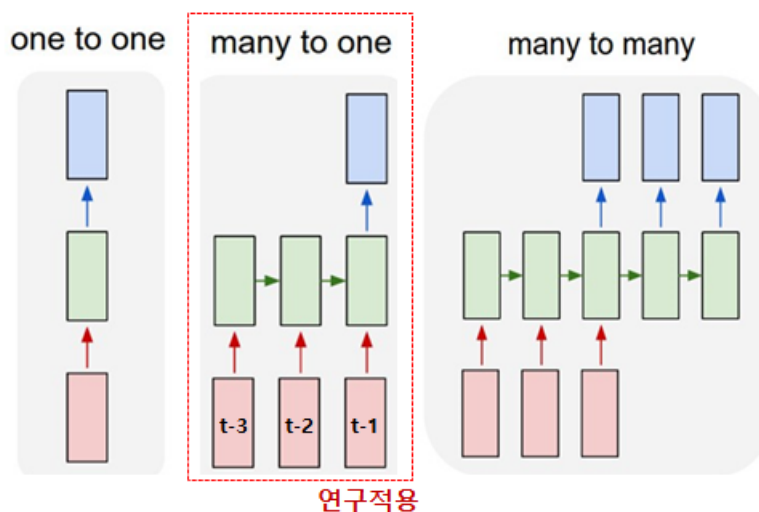 one to one
many to one
many to many
t-3
t-2
t-1
연구적용